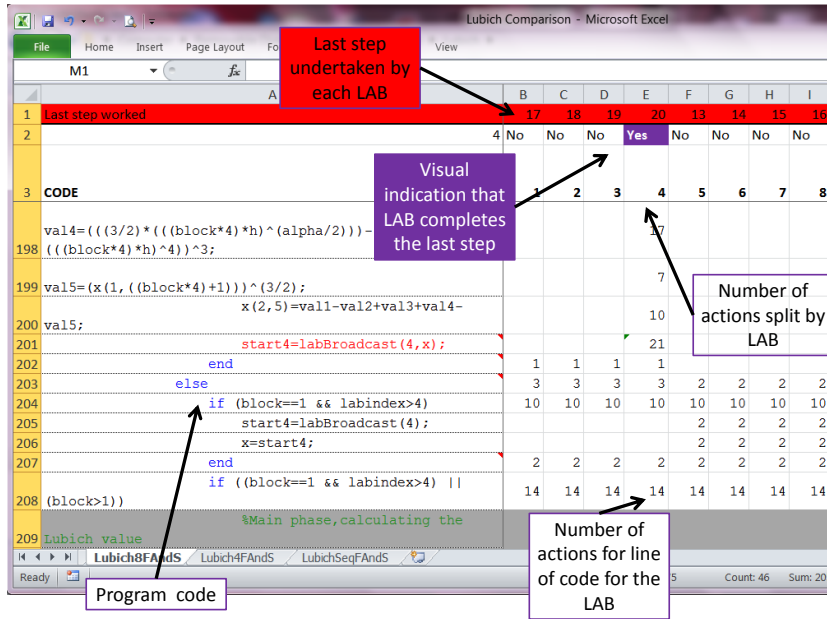 Lubich Comparison - Microsoft Excel
File Home Insert Page Layout Fo View
Last step
undertaken by
each LAB
M1 fx
A B C D E F G H I
1 Last step worked 17 18 19 20 13 14 15 16
2 4 No No No Yes No No No No
Visual
indication that
LAB completes
the last step
3 CODE 1 2 3 4 5 6 7 8
val4=(((3/2)*(((block*4)*h)^(alpha/2)))-
198 (((block*4)*h)^4))^3; 17
199 val5=(x(1,((block*4)+1)))^(3/2); 7
Number of
actions split by
LAB
x(2,5)=val1-val2+val3+val4-
200 val5; 10
201 start4=labBroadcast(4,x); 21
202 end 1 1 1 1
203 else 3 3 3 3 2 2 2 2
204 if (block==1 && labindex>4) 10 10 10 10 10 10 10 10
205 start4=labBroadcast(4); 2 2 2 2
206 x=start4; 2 2 2 2
207 end 2 2 2 2 2 2 2 2
if ((block==1 && labindex>4) ||
208 (block>1)) 14 14 14 14 14 14 14 14
%Main phase,calculating the
209 Lubich value
Number of
actions for line
of code for the
LAB
Lubich8FAndS Lubich4FAndS LubichSeqFAndS
Ready 5 Count: 46 Sum: 20
Program code